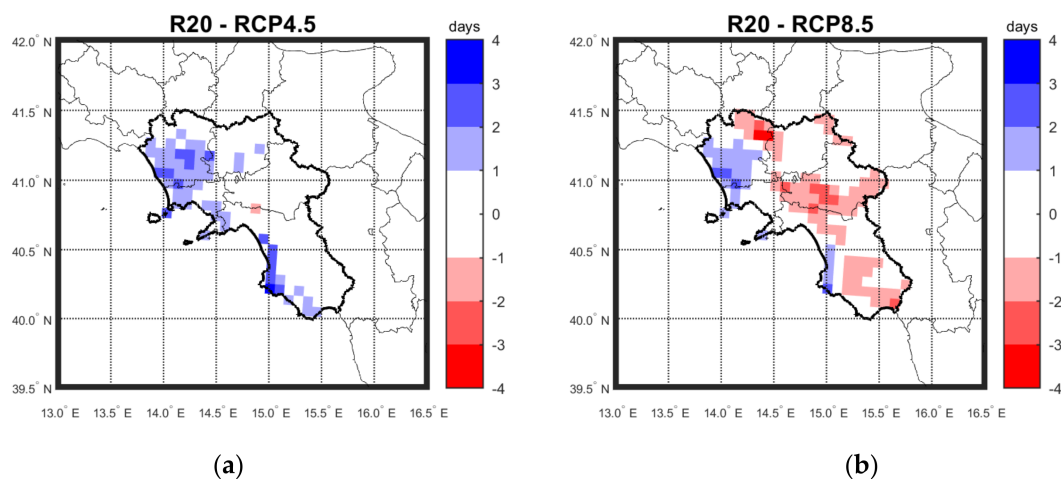 R20 - RCP4.5
days
42.0° N
41.5° N
41.0° N
40.5° N
40.0° N
39.5° N
13.0° E
13.5° E
14.0° E
14.5° E
15.0° E
15.5° E
16.0° E
16.5° E
4
3
2
1
0
-1
-2
-3
-4
(a)
R20 - RCP8.5
days
42.0° N
41.5° N
41.0° N
40.5° N
40.0° N
39.5° N
13.0° E
13.5° E
14.0° E
14.5° E
15.0° E
15.5° E
16.0° E
16.5° E
4
3
2
1
0
-1
-2
-3
-4
(b)